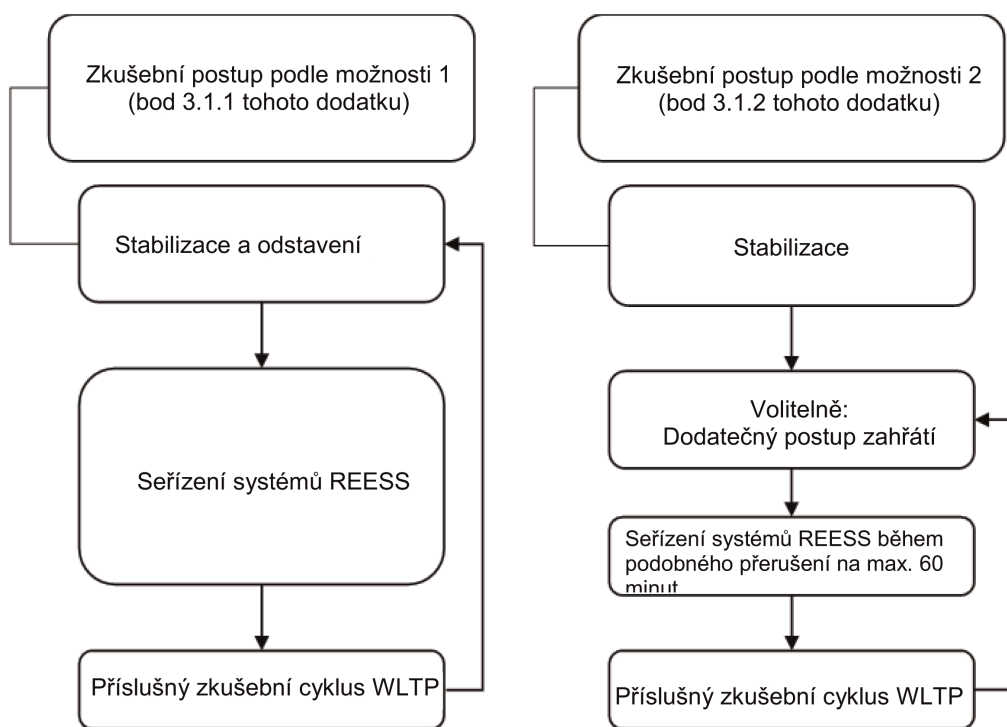 Zkušební postup podle možnosti 1
(bod 3.1.1 tohoto dodatku)
Stabilizace a odstavení
Seřízení systémů REESS
Příslušný zkušební cyklus WLTP
Zkušební postup podle možnosti 2
(bod 3.1.2 tohoto dodatku)
Stabilizace
Volitelně:
Dodatečný postup zahřátí
Seřízení systémů REESS během
podobného přerušení na max. 60
minut
Příslušný zkušební cyklus WLTP